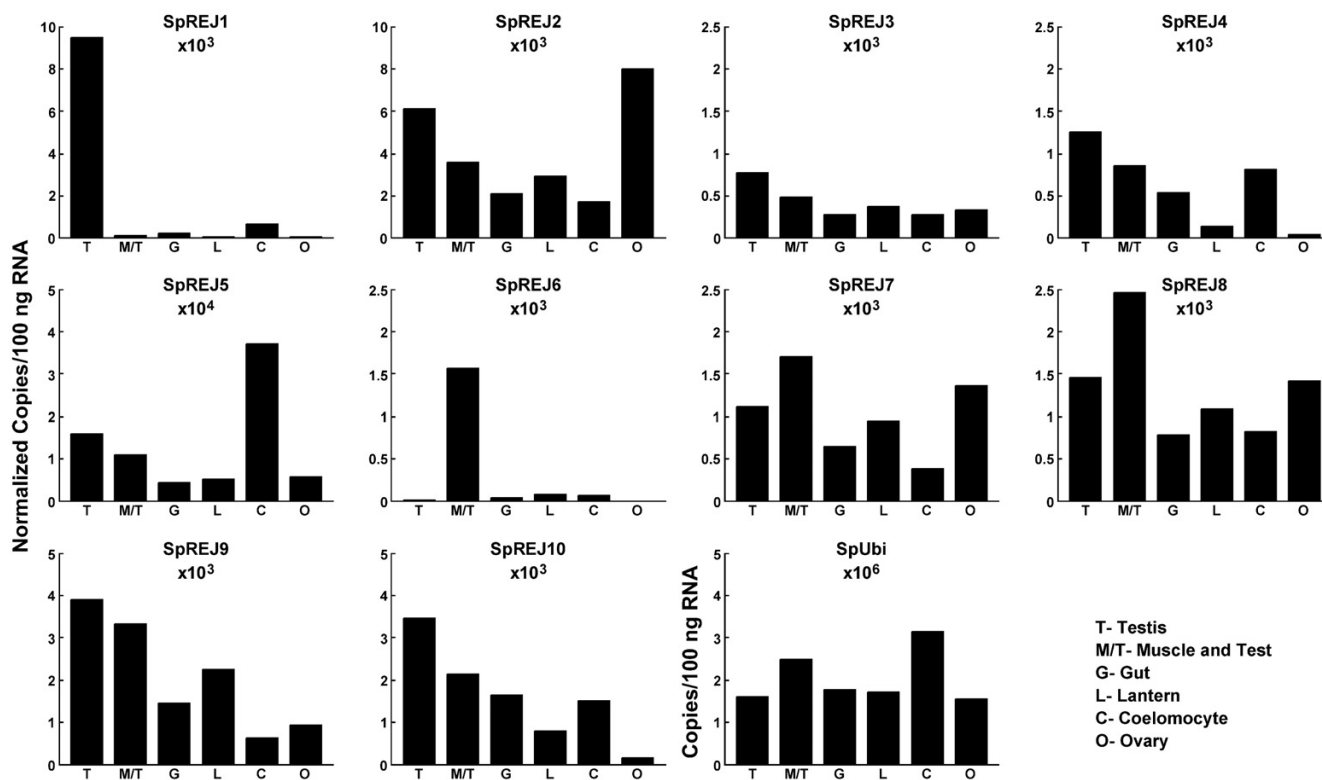 Normalized Copies/100 ng RNA
SpREJ1
x10³
10
8
6
4
2
0
T M/T G L C O
SpREJ2
x10³
10
8
6
4
2
0
T M/T G L C O
SpREJ3
x10³
2.5
2
1.5
1
0.5
0
T M/T G L C O
SpREJ4
x10³
2.5
2
1.5
1
0.5
0
T M/T G L C O
SpREJ5
x10⁴
5
4
3
2
1
0
T M/T G L C O
SpREJ6
x10³
2.5
2
1.5
1
0.5
0
T M/T G L C O
SpREJ7
x10³
2.5
2
1.5
1
0.5
0
T M/T G L C O
SpREJ8
x10³
2.5
2
1.5
1
0.5
0
T M/T G L C O
SpREJ9
x10³
5
4
3
2
1
0
T M/T G L C O
SpREJ10
x10³
5
4
3
2
1
0
T M/T G L C O
Copies/100 ng RNA
SpUbi
x10⁶
5
4
3
2
1
0
T M/T G L C O
T- Testis
M/T- Muscle and Test
G- Gut
L- Lantern
C- Coelomocyte
O- Ovary